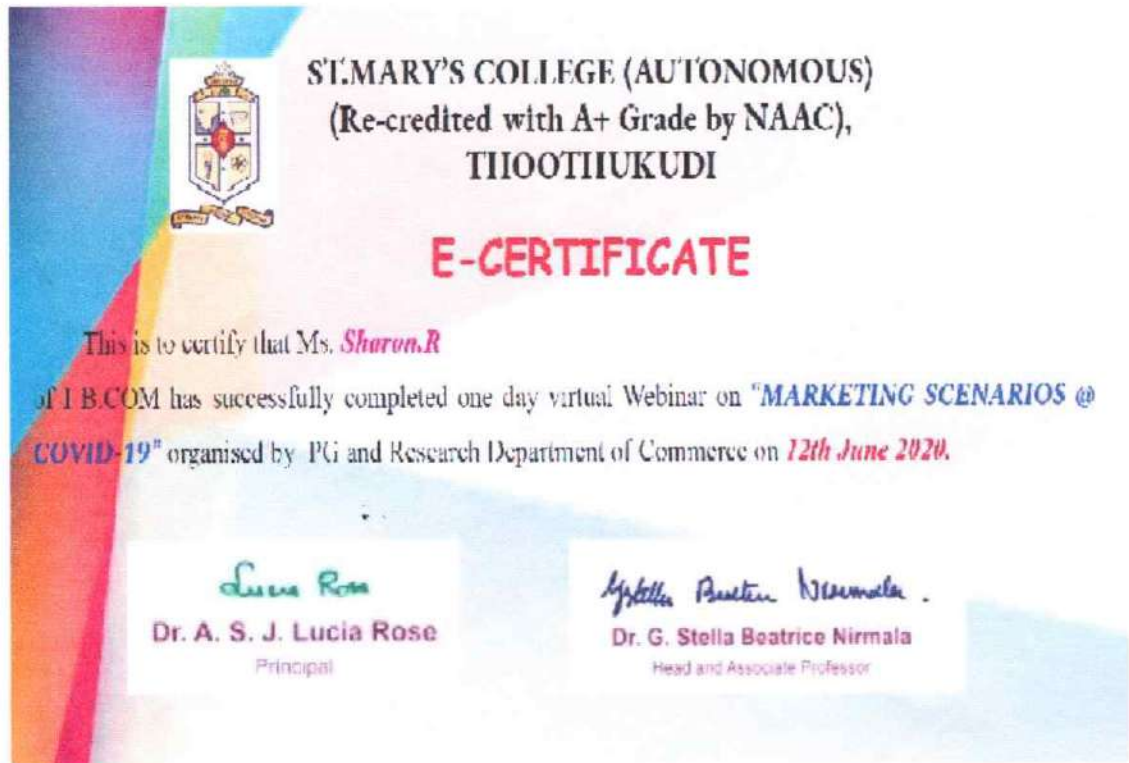 ST.MARY'S COLLEGE (AUTONOMOUS)
(Re-credited with A+ Grade by NAAC),
THOOTHUKUDI
E-CERTIFICATE
This is to certify that Ms. Sharon.R
of I B.COM has successfully completed one day virtual Webinar on "MARKETING SCENARIOS @
COVID-19" organised by PG and Research Department of Commerce on 12th June 2020.
Lucia Rose
Dr. A. S. J. Lucia Rose
Principal
G Stella Beatrice Nirmala .
Dr. G. Stella Beatrice Nirmala
Head and Associate Professor